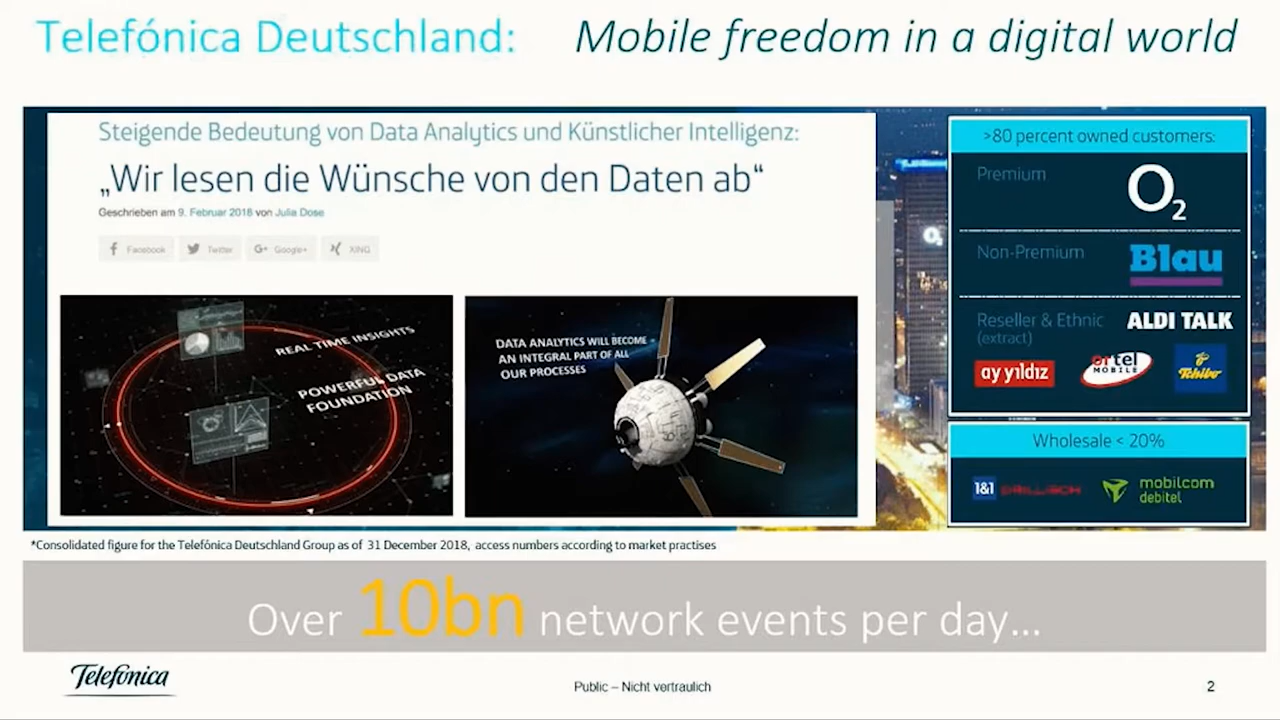 Telefónica Deutschland: Mobile freedom in a digital world
Steigende Bedeutung von Data Analytics und Künstlicher Intelligenz:
„Wir lesen die Wünsche von den Daten ab“
Geschrieben am 9. Februar 2018 von Julia Dose
Facebook Twitter Google+ XING
REAL TIME INSIGHTS
POWERFUL DATA
FOUNDATION
DATA ANALYTICS WILL BECOME
AN INTEGRAL PART OF ALL
OUR PROCESSES
O2
>80 percent owned customers:
Premium
O2
Non-Premium
Blau
Reseller & Ethnic
(extract)
ALDI TALK
ay yıldız
ortel
MOBILE
Tchibo
Wholesale < 20%
1&1 DRILLISCH
mobilcom
debitel
*Consolidated figure for the Telefónica Deutschland Group as of 31 December 2018, access numbers according to market practises
Over 10bn network events per day...
Telefónica
Public – Nicht vertraulich
2